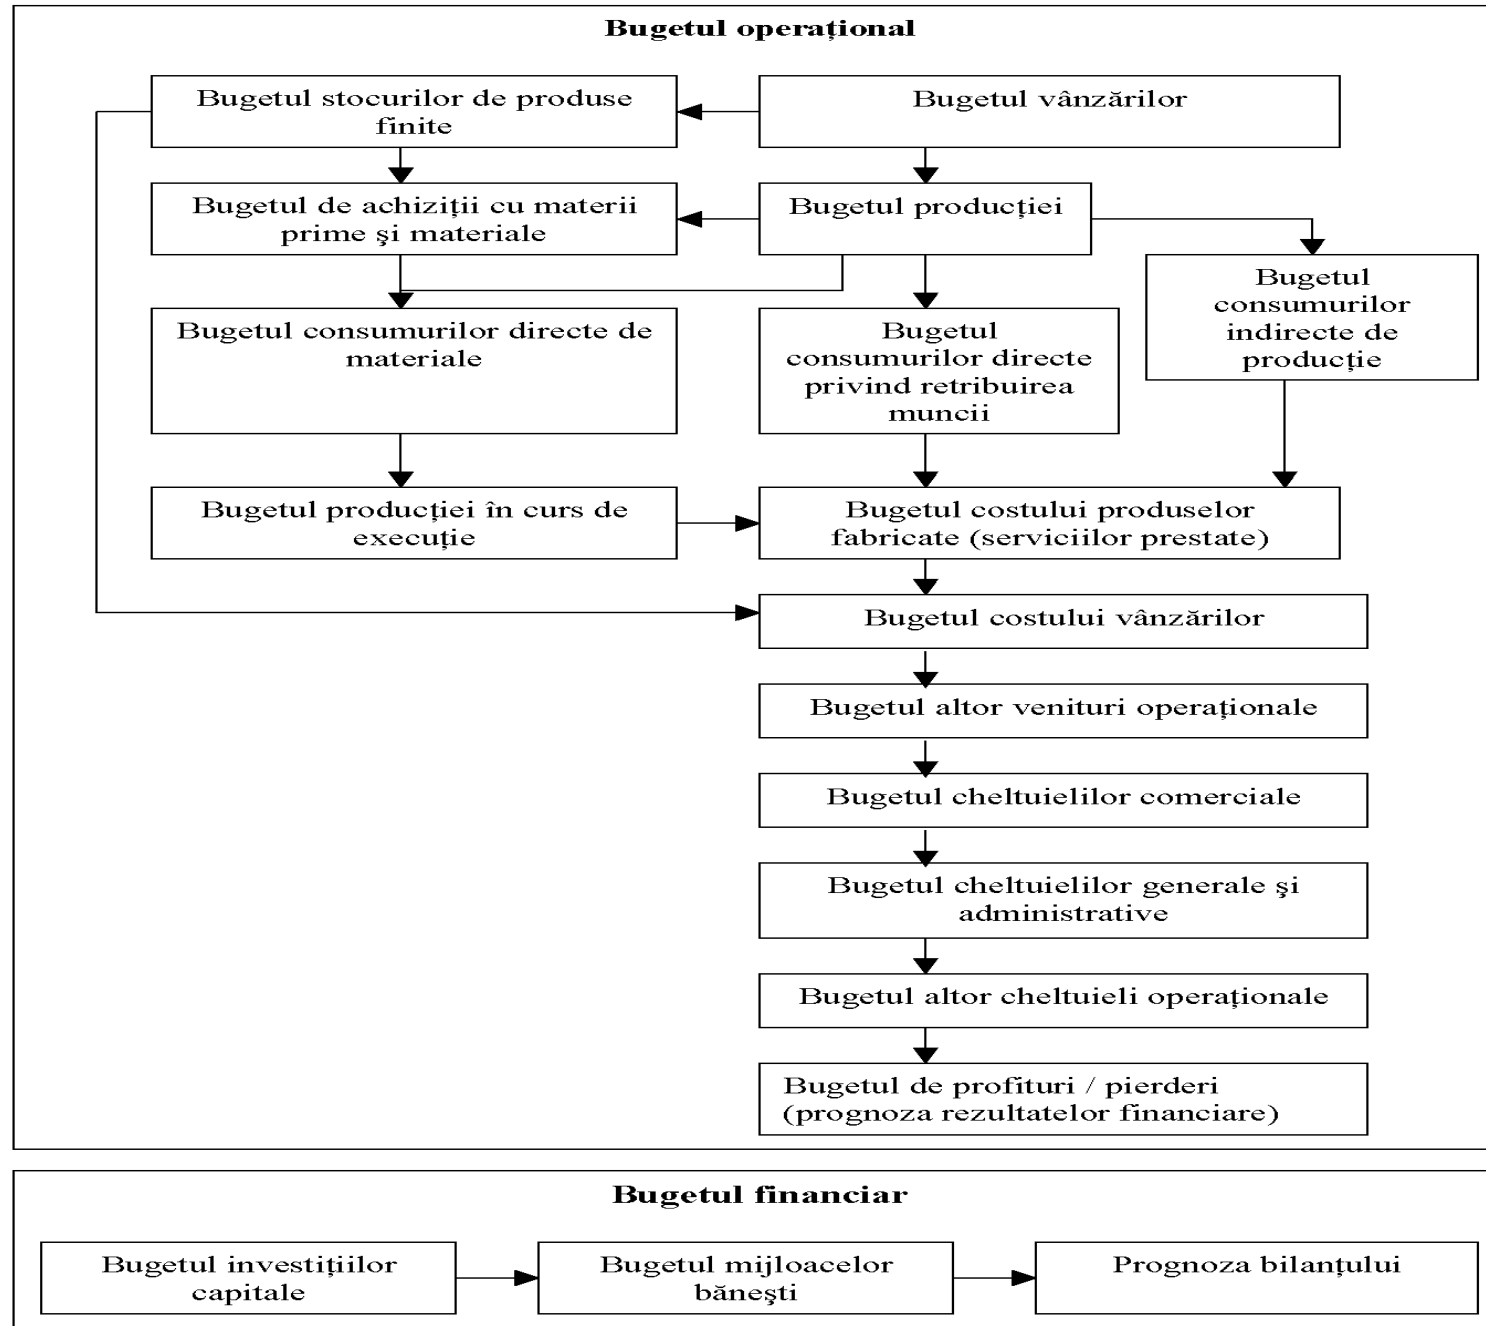 Bugetul operațional
Bugetul stocurilor de produse
finite
Bugetul vânzărilor
Bugetul de achiziții cu materii
prime şi materiale
Bugetul producției
Bugetul
consumurilor
indirecte de
producție
Bugetul consumurilor directe de
materiale
Bugetul
consumurilor directe
privind retribuirea
muncii
Bugetul producției în curs de
execuție
Bugetul costului produselor
fabricate (serviciilor prestate)
Bugetul costului vânzărilor
Bugetul altor venituri operaționale
Bugetul cheltuielilor comerciale
Bugetul cheltuielilor generale şi
administrative
Bugetul altor cheltuieli operaționale
Bugetul de profituri / pierderi
(prognoza rezultatelor financiare)
Bugetul financiar
Bugetul investițiilor
capitale
Bugetul mijloacelor
băneşti
Prognoza bilanțului